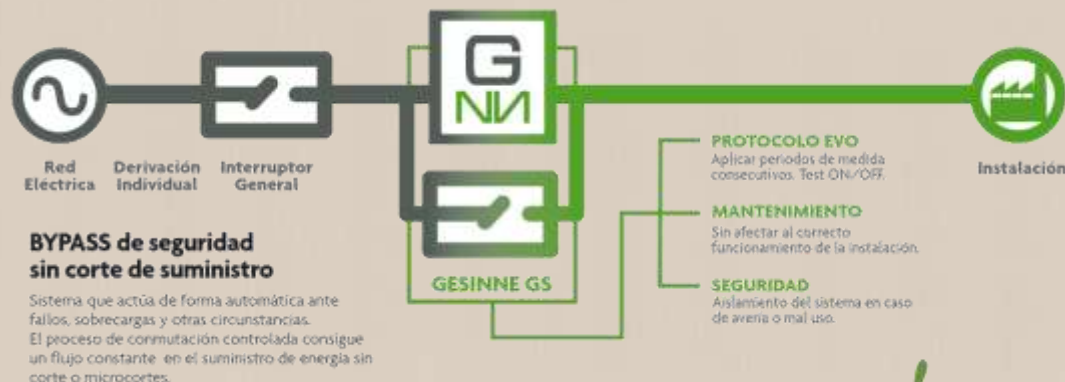 G
NN
Red
Eléctrica
Derivación
Individual
Interruptor
General
Instalación
PROTOCOLO EVO
Aplicar periodos de medida
consecutivos. Test ON/OFF.
MANTENIMIENTO
Sin afectar al correcto
funcionamiento de la instalación.
SEGURIDAD
Aislamiento del sistema en caso
de avería o mal uso.
GESINNE GS
BYPASS de seguridad
sin corte de suministro
Sistema que actúa de forma automática ante
fallos, sobrecargas y otras circunstancias.
El proceso de conmutación controlada consigue
un flujo constante en el suministro de energía sin
corte o microcortes.